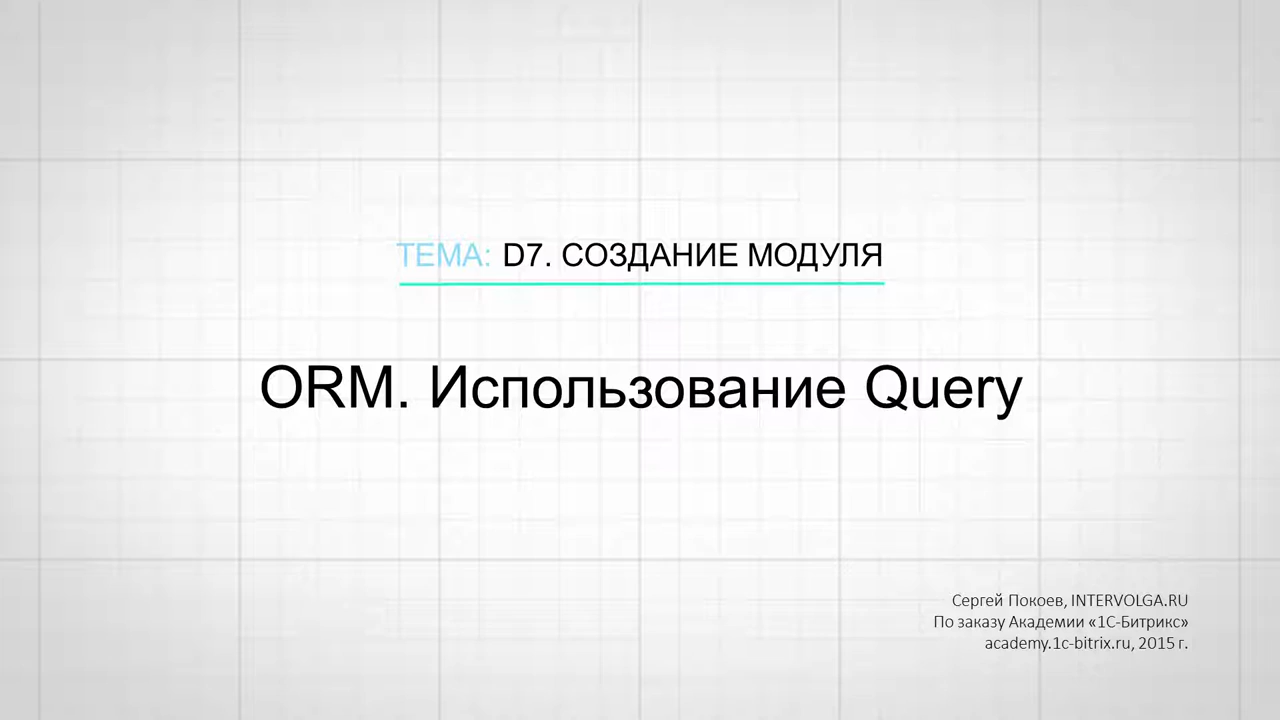 ТЕМА: D7. СОЗДАНИЕ МОДУЛЯ
ORM. Использование Query
Сергей Покоев, INTERVOLGA.RU
По заказу Академии «1С-Битрикс»
academy.1c-bitrix.ru, 2015 г.